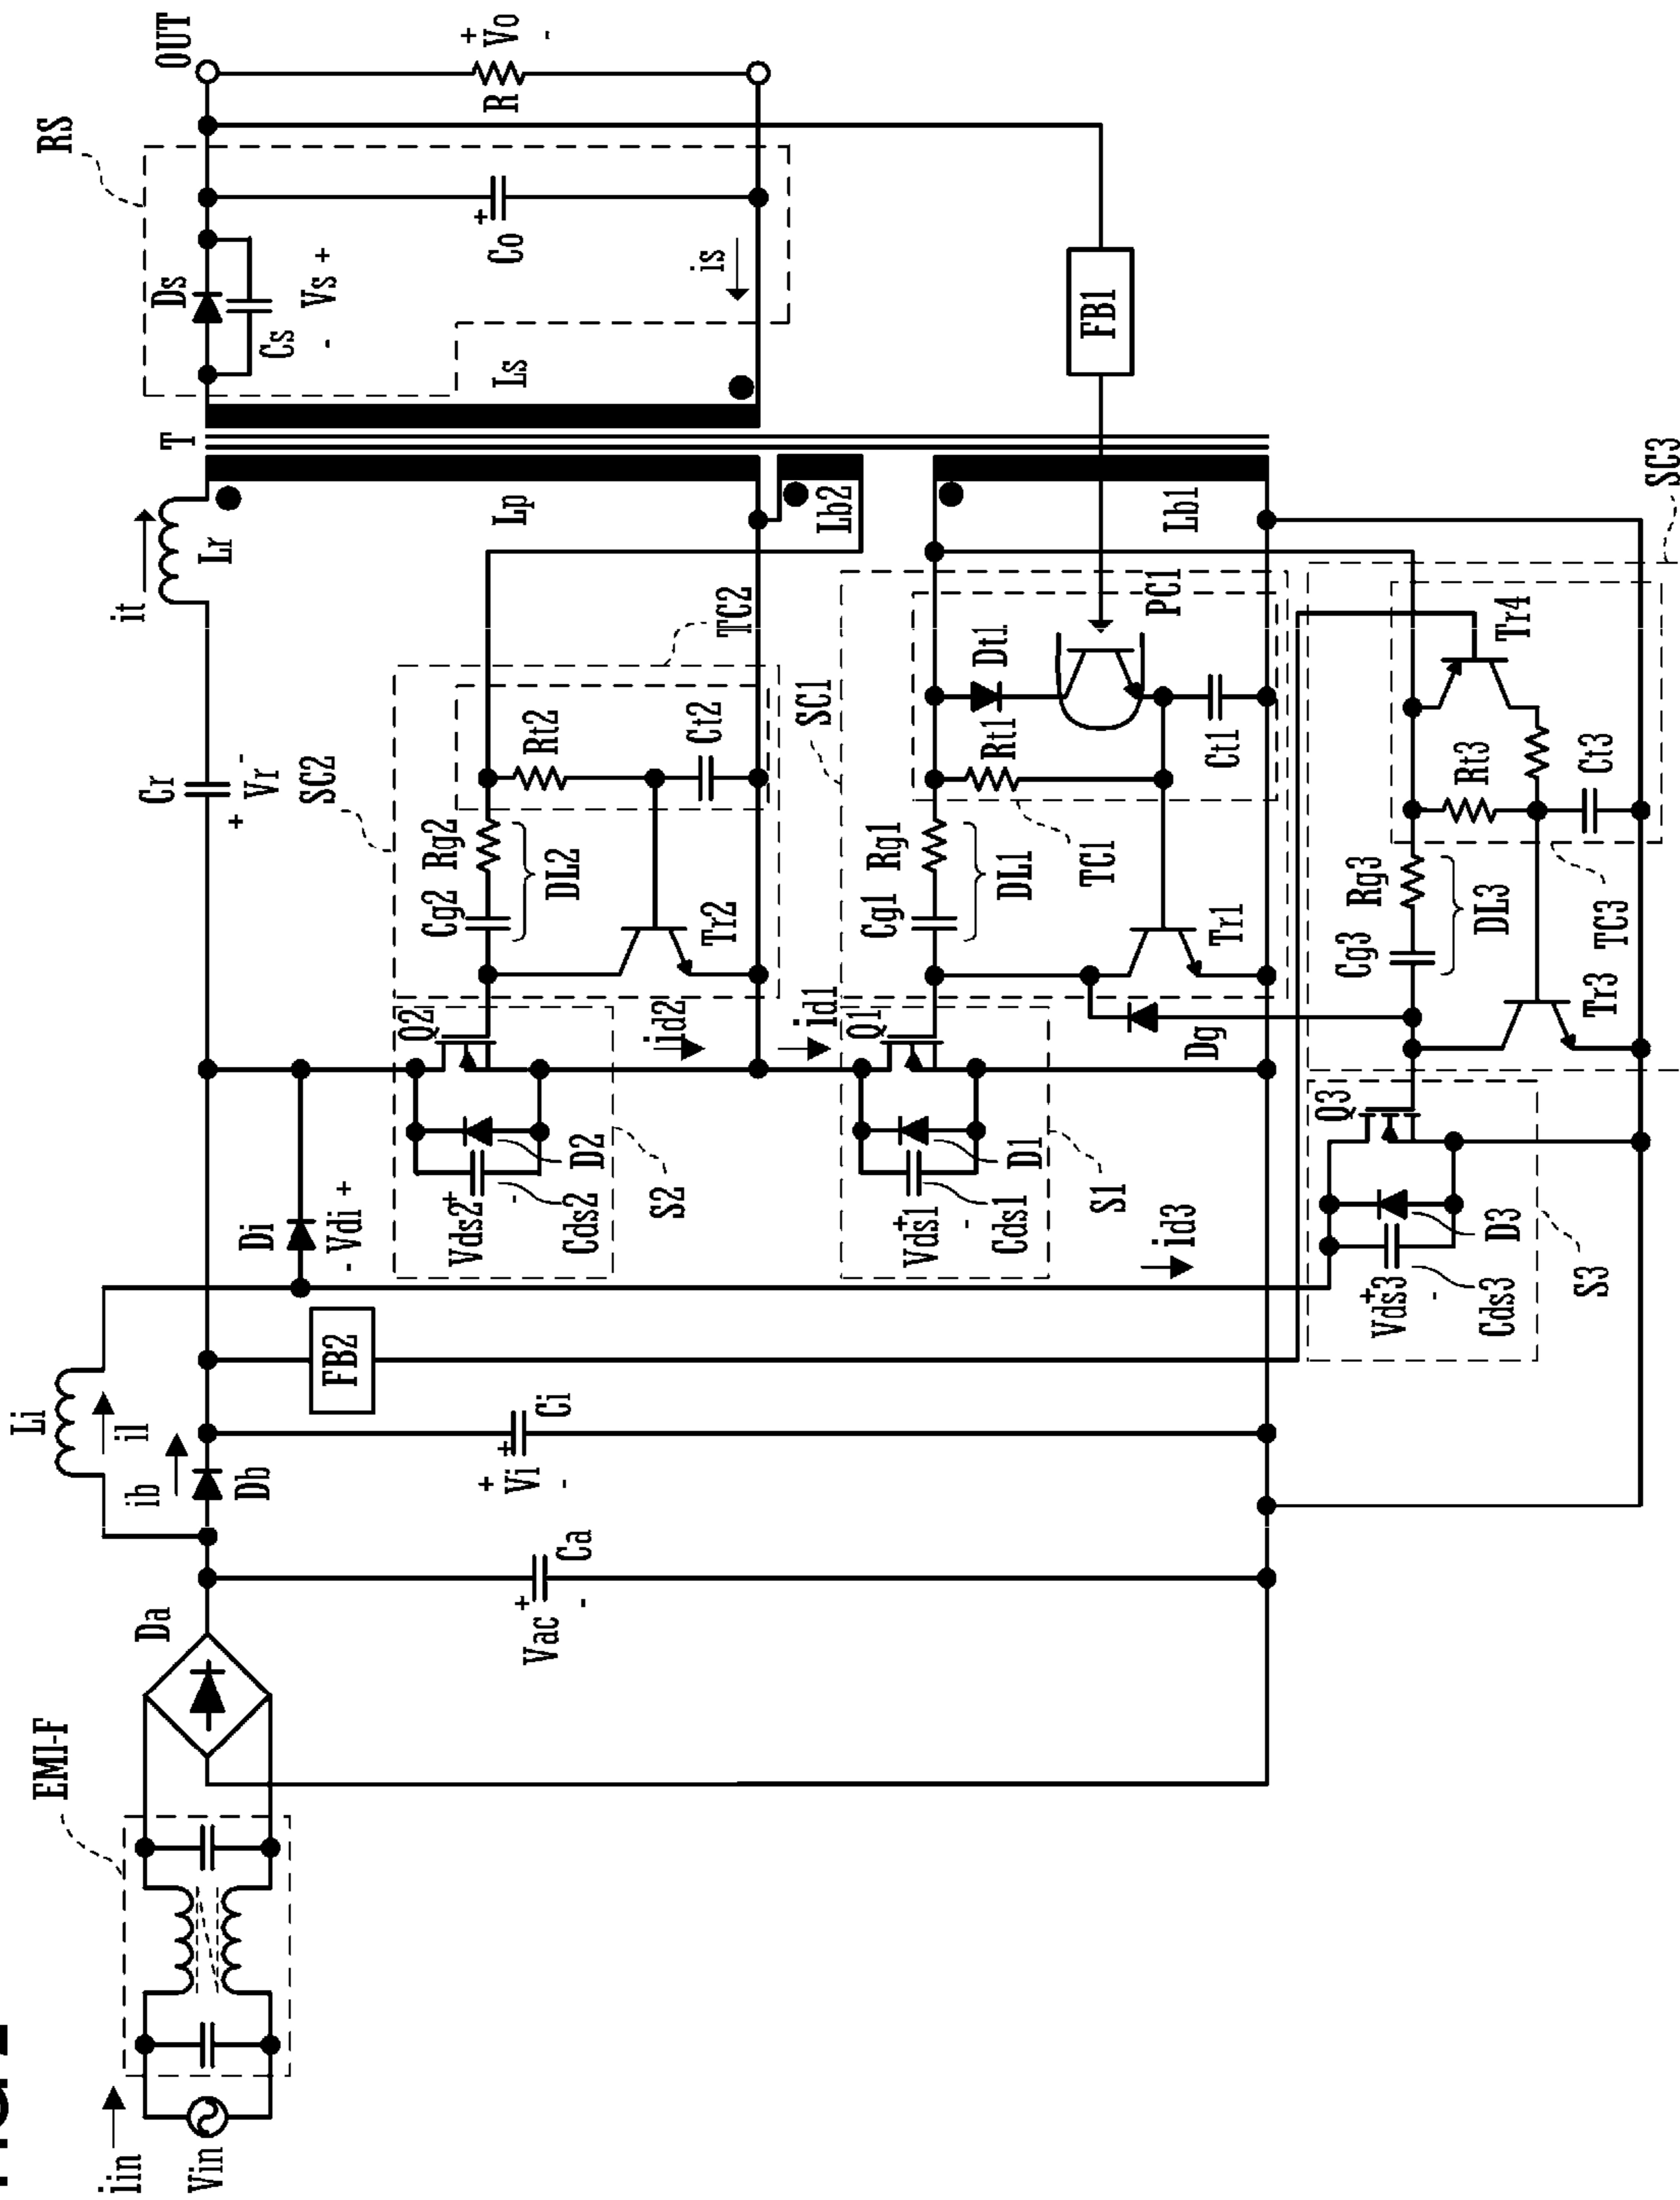 iin
Vin
EMI-F
Da
Vac
+
-
Ca
Li
il
ib
Db
+
Vi
-
+
Ci
FB2
Di
- Vdi +
Cr
+
Vr
-
it
Lr
T
Lp
Ls
Lb2
Lb1
RS
Ds
Cs
- Vs +
Co
+
is
OUT
R
+
Vo
-
FB1
SC2
Cg2
Rg2
DL2
Rt2
Ct2
TC2
Tr2
Q2
id2
Vds2
+
-
D2
Cds2
S2
SC1
Cg1
Rg1
DL1
Rt1
Dt1
PC1
Ct1
TC1
Tr1
Q1
id1
Vds1
+
-
D1
Cds1
S1
Dg
id3
SC3
Cg3
Rg3
DL3
Rt3
Ct3
TC3
Tr3
Tr4
Q3
Vds3
+
-
D3
Cds3
S3